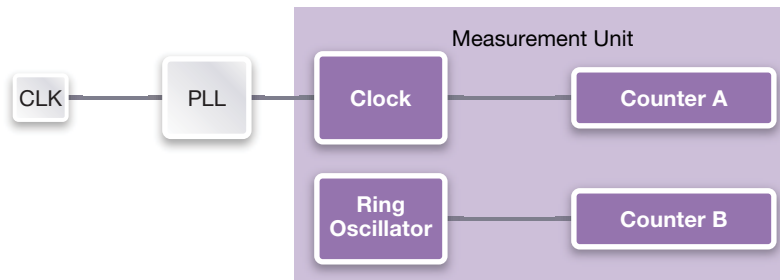 Measurement Unit
CLK
PLL
Clock
Counter A
Ring
Oscillator
Counter B